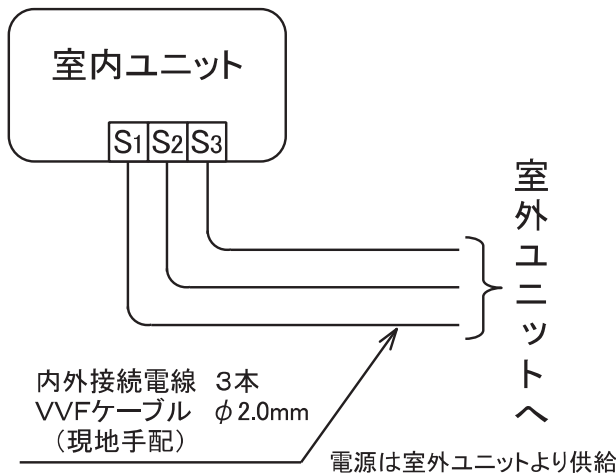 室内ユニット
S1 S2 S3
室外ユニットへ
内外接続電線 3本
VVFケーブル φ2.0mm
(現地手配)
電源は室外ユニットより供給